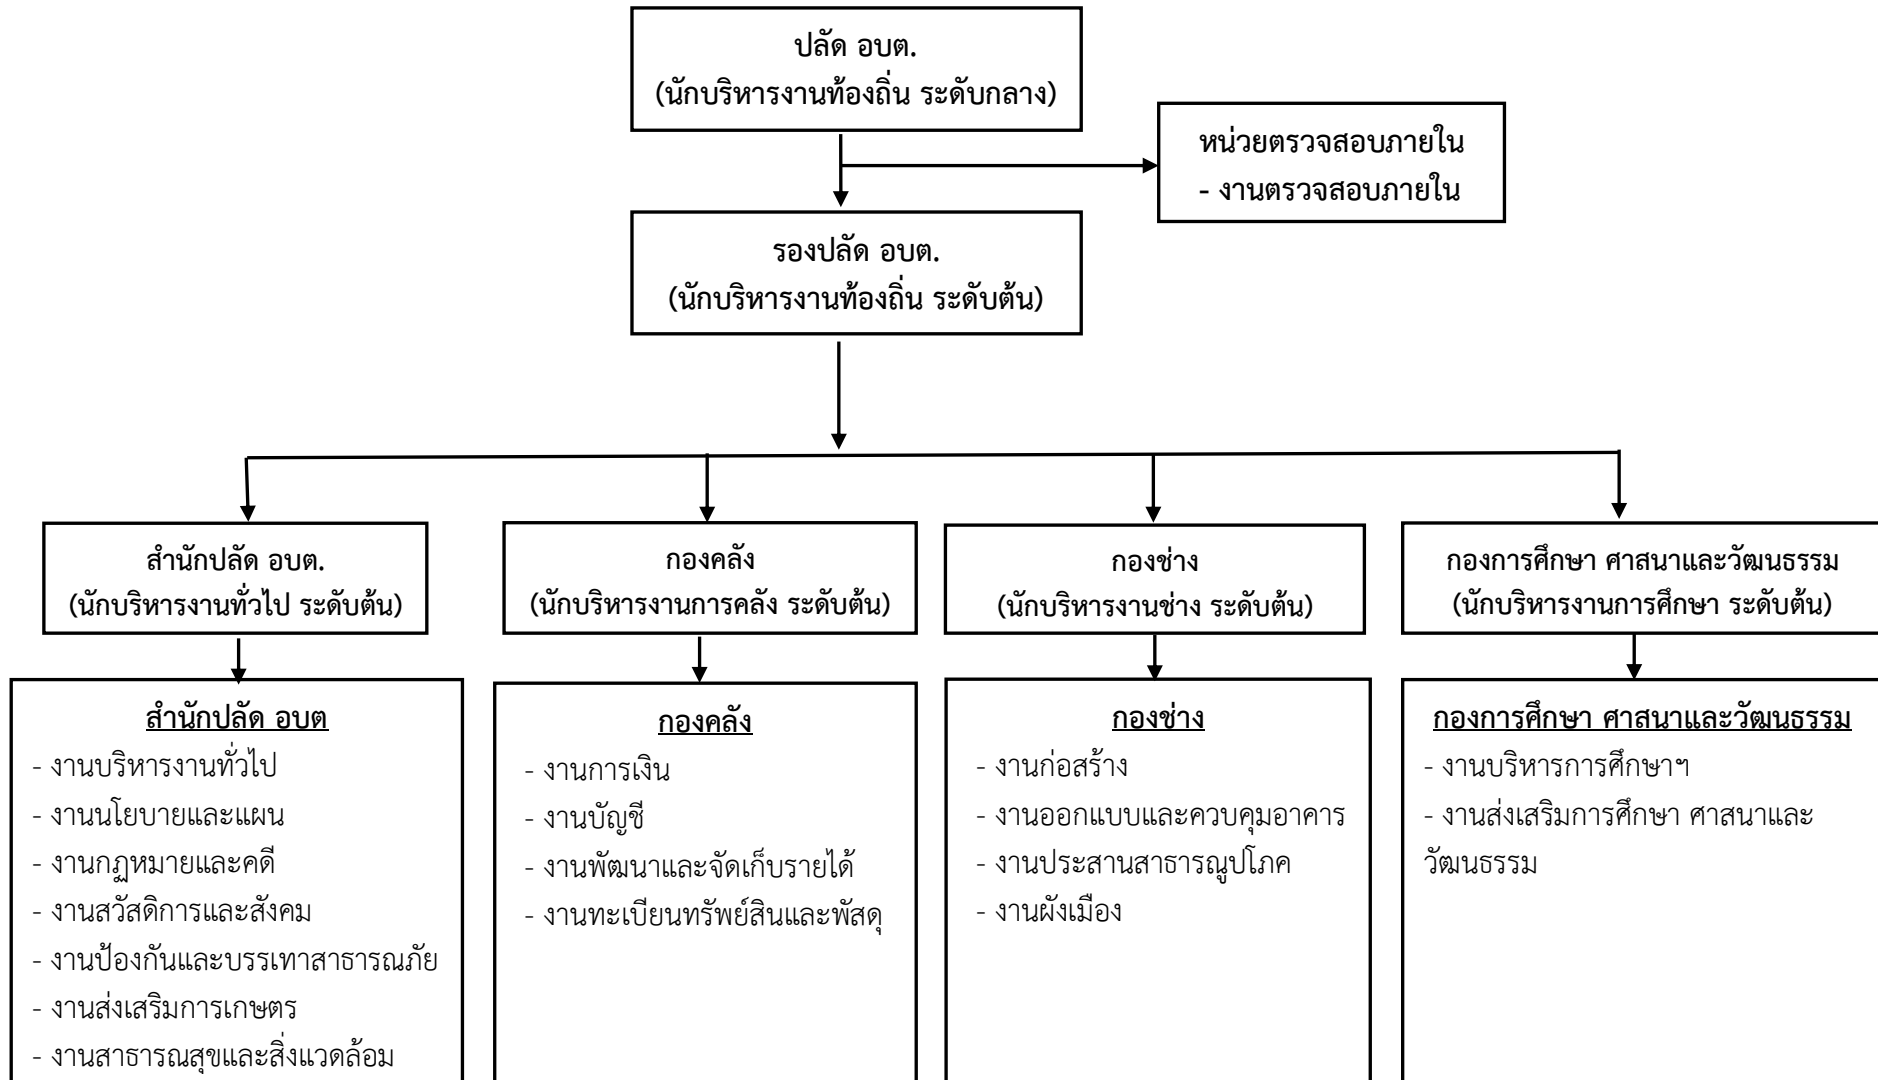 ปลัด อบต.
(นักบริหารงานท้องถิ่น ระดับกลาง)
หน่วยตรวจสอบภายใน
- งานตรวจสอบภายใน
รองปลัด อบต.
(นักบริหารงานท้องถิ่น ระดับต้น)
สำนักปลัด อบต.
(นักบริหารงานทั่วไป ระดับต้น)
กองคลัง
(นักบริหารงานการคลัง ระดับต้น)
กองช่าง
(นักบริหารงานช่าง ระดับต้น)
กองการศึกษา ศาสนาและวัฒนธรรม
(นักบริหารงานการศึกษา ระดับต้น)
สำนักปลัด อบต
- งานบริหารงานทั่วไป
- งานนโยบายและแผน
- งานกฎหมายและคดี
- งานสวัสดิการและสังคม
- งานป้องกันและบรรเทาสาธารณภัย
- งานส่งเสริมการเกษตร
- งานสาธารณสุขและสิ่งแวดล้อม
กองคลัง
- งานการเงิน
- งานบัญชี
- งานพัฒนาและจัดเก็บรายได้
- งานทะเบียนทรัพย์สินและพัสดุ
กองช่าง
- งานก่อสร้าง
- งานออกแบบและควบคุมอาคาร
- งานประสานสาธารณูปโภค
- งานผังเมือง
กองการศึกษา ศาสนาและวัฒนธรรม
- งานบริหารการศึกษาฯ
- งานส่งเสริมการศึกษา ศาสนาและ
วัฒนธรรม